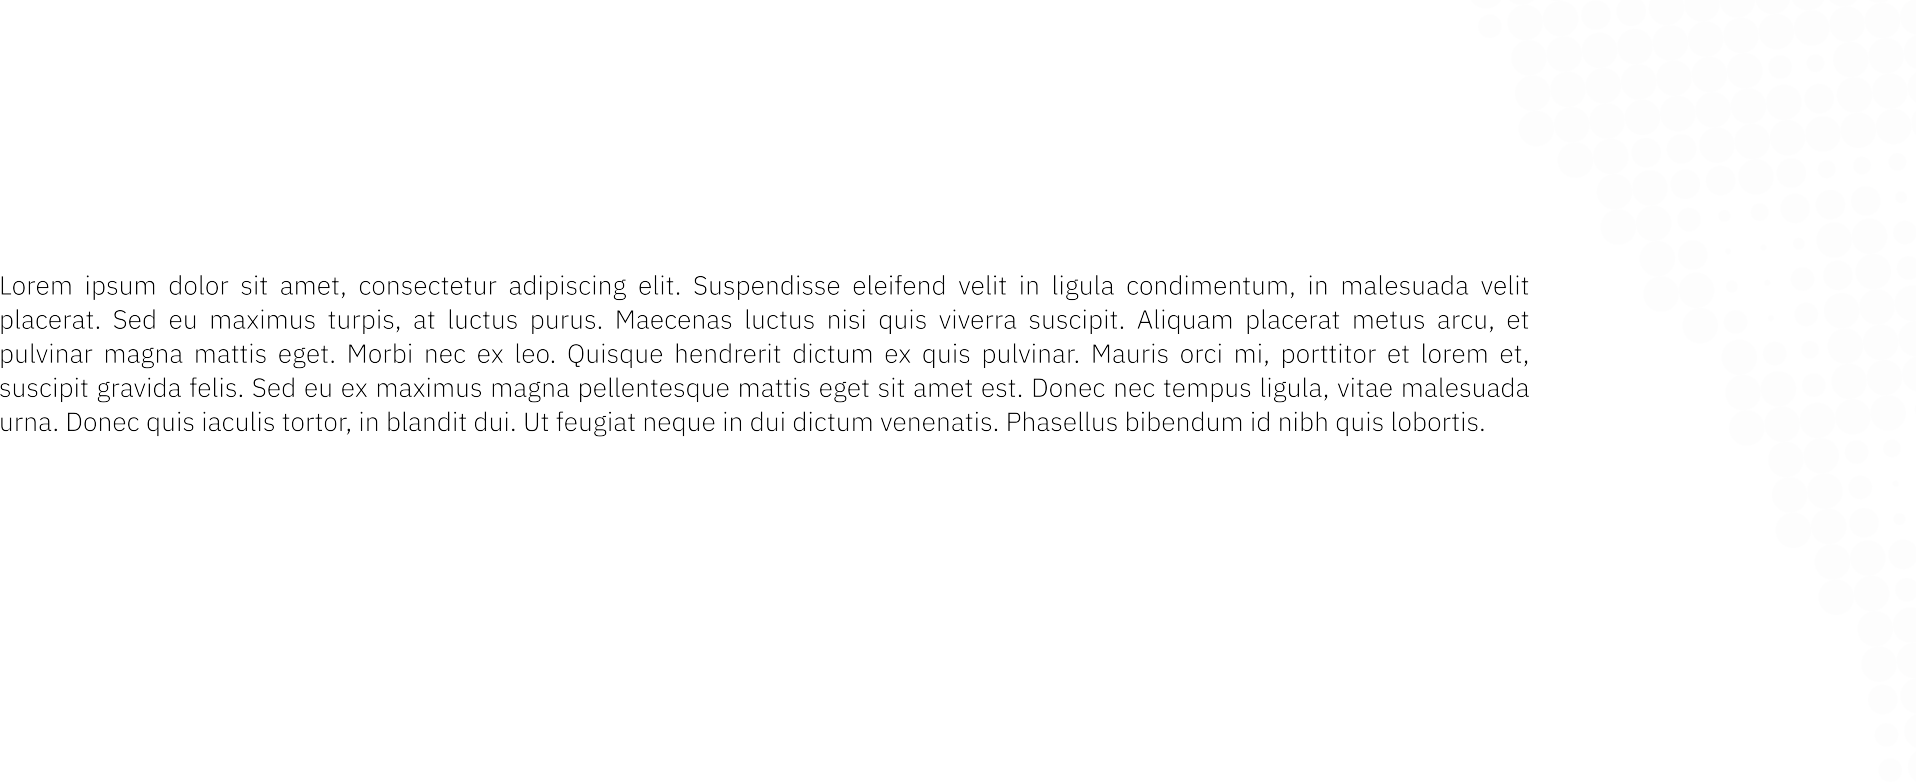 Lorem ipsum dolor sit amet, consectetur adipiscing elit. Suspendisse eleifend velit in ligula condimentum, in malesuada velit
placerat. Sed eu maximus turpis, at luctus purus. Maecenas luctus nisi quis viverra suscipit. Aliquam placerat metus arcu, et
pulvinar magna mattis eget. Morbi nec ex leo. Quisque hendrerit dictum ex quis pulvinar. Mauris orci mi, porttitor et lorem et,
suscipit gravida felis. Sed eu ex maximus magna pellentesque mattis eget sit amet est. Donec nec tempus ligula, vitae malesuada
urna. Donec quis iaculis tortor, in blandit dui. Ut feugiat neque in dui dictum venenatis. Phasellus bibendum id nibh quis lobortis.